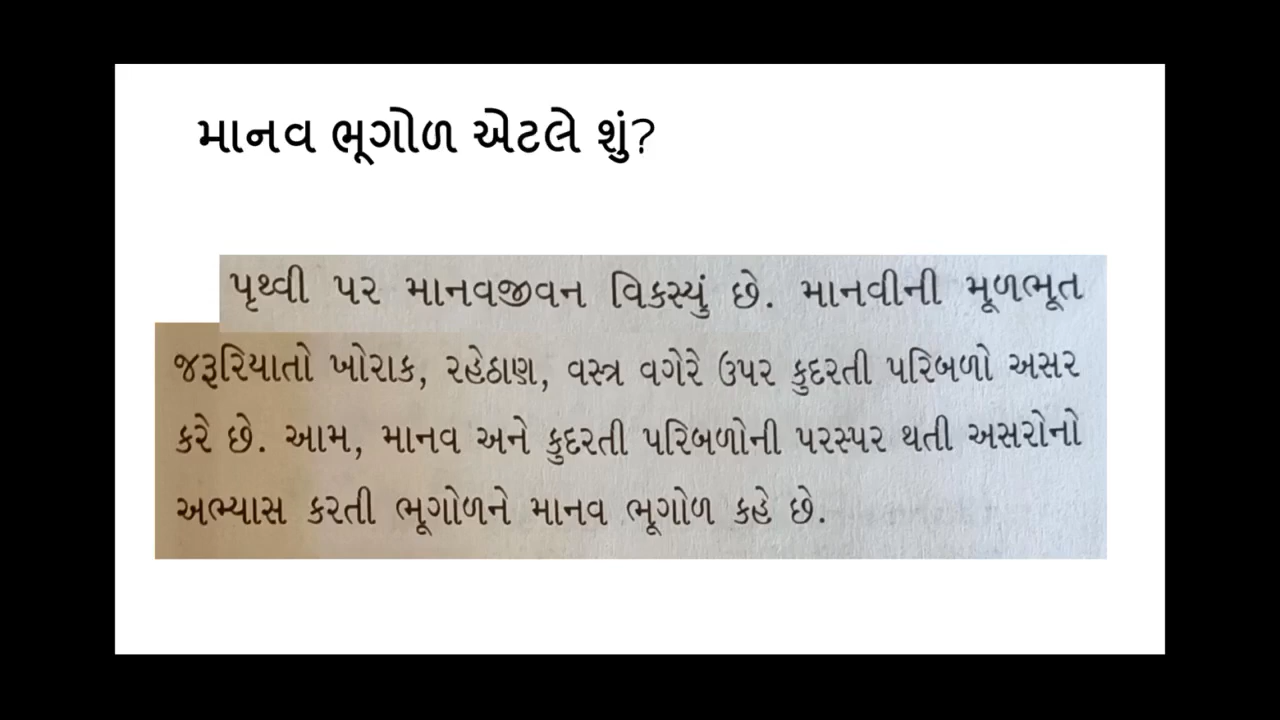 માનવ ભૂગોળ એટલે શું?
પૃથ્વી પર માનવજીવન વિકસ્યું છે. માનવીની મૂળભૂત
જરૂરિયાતો ખોરાક, રહેઠાણ, વસ્ત્ર વગેરે ઉપર કુદરતી પરિબળો અસર
કરે છે. આમ, માનવ અને કુદરતી પરિબળોની પરસ્પર થતી અસરોનો
અભ્યાસ કરતી ભૂગોળને માનવ ભૂગોળ કહે છે.